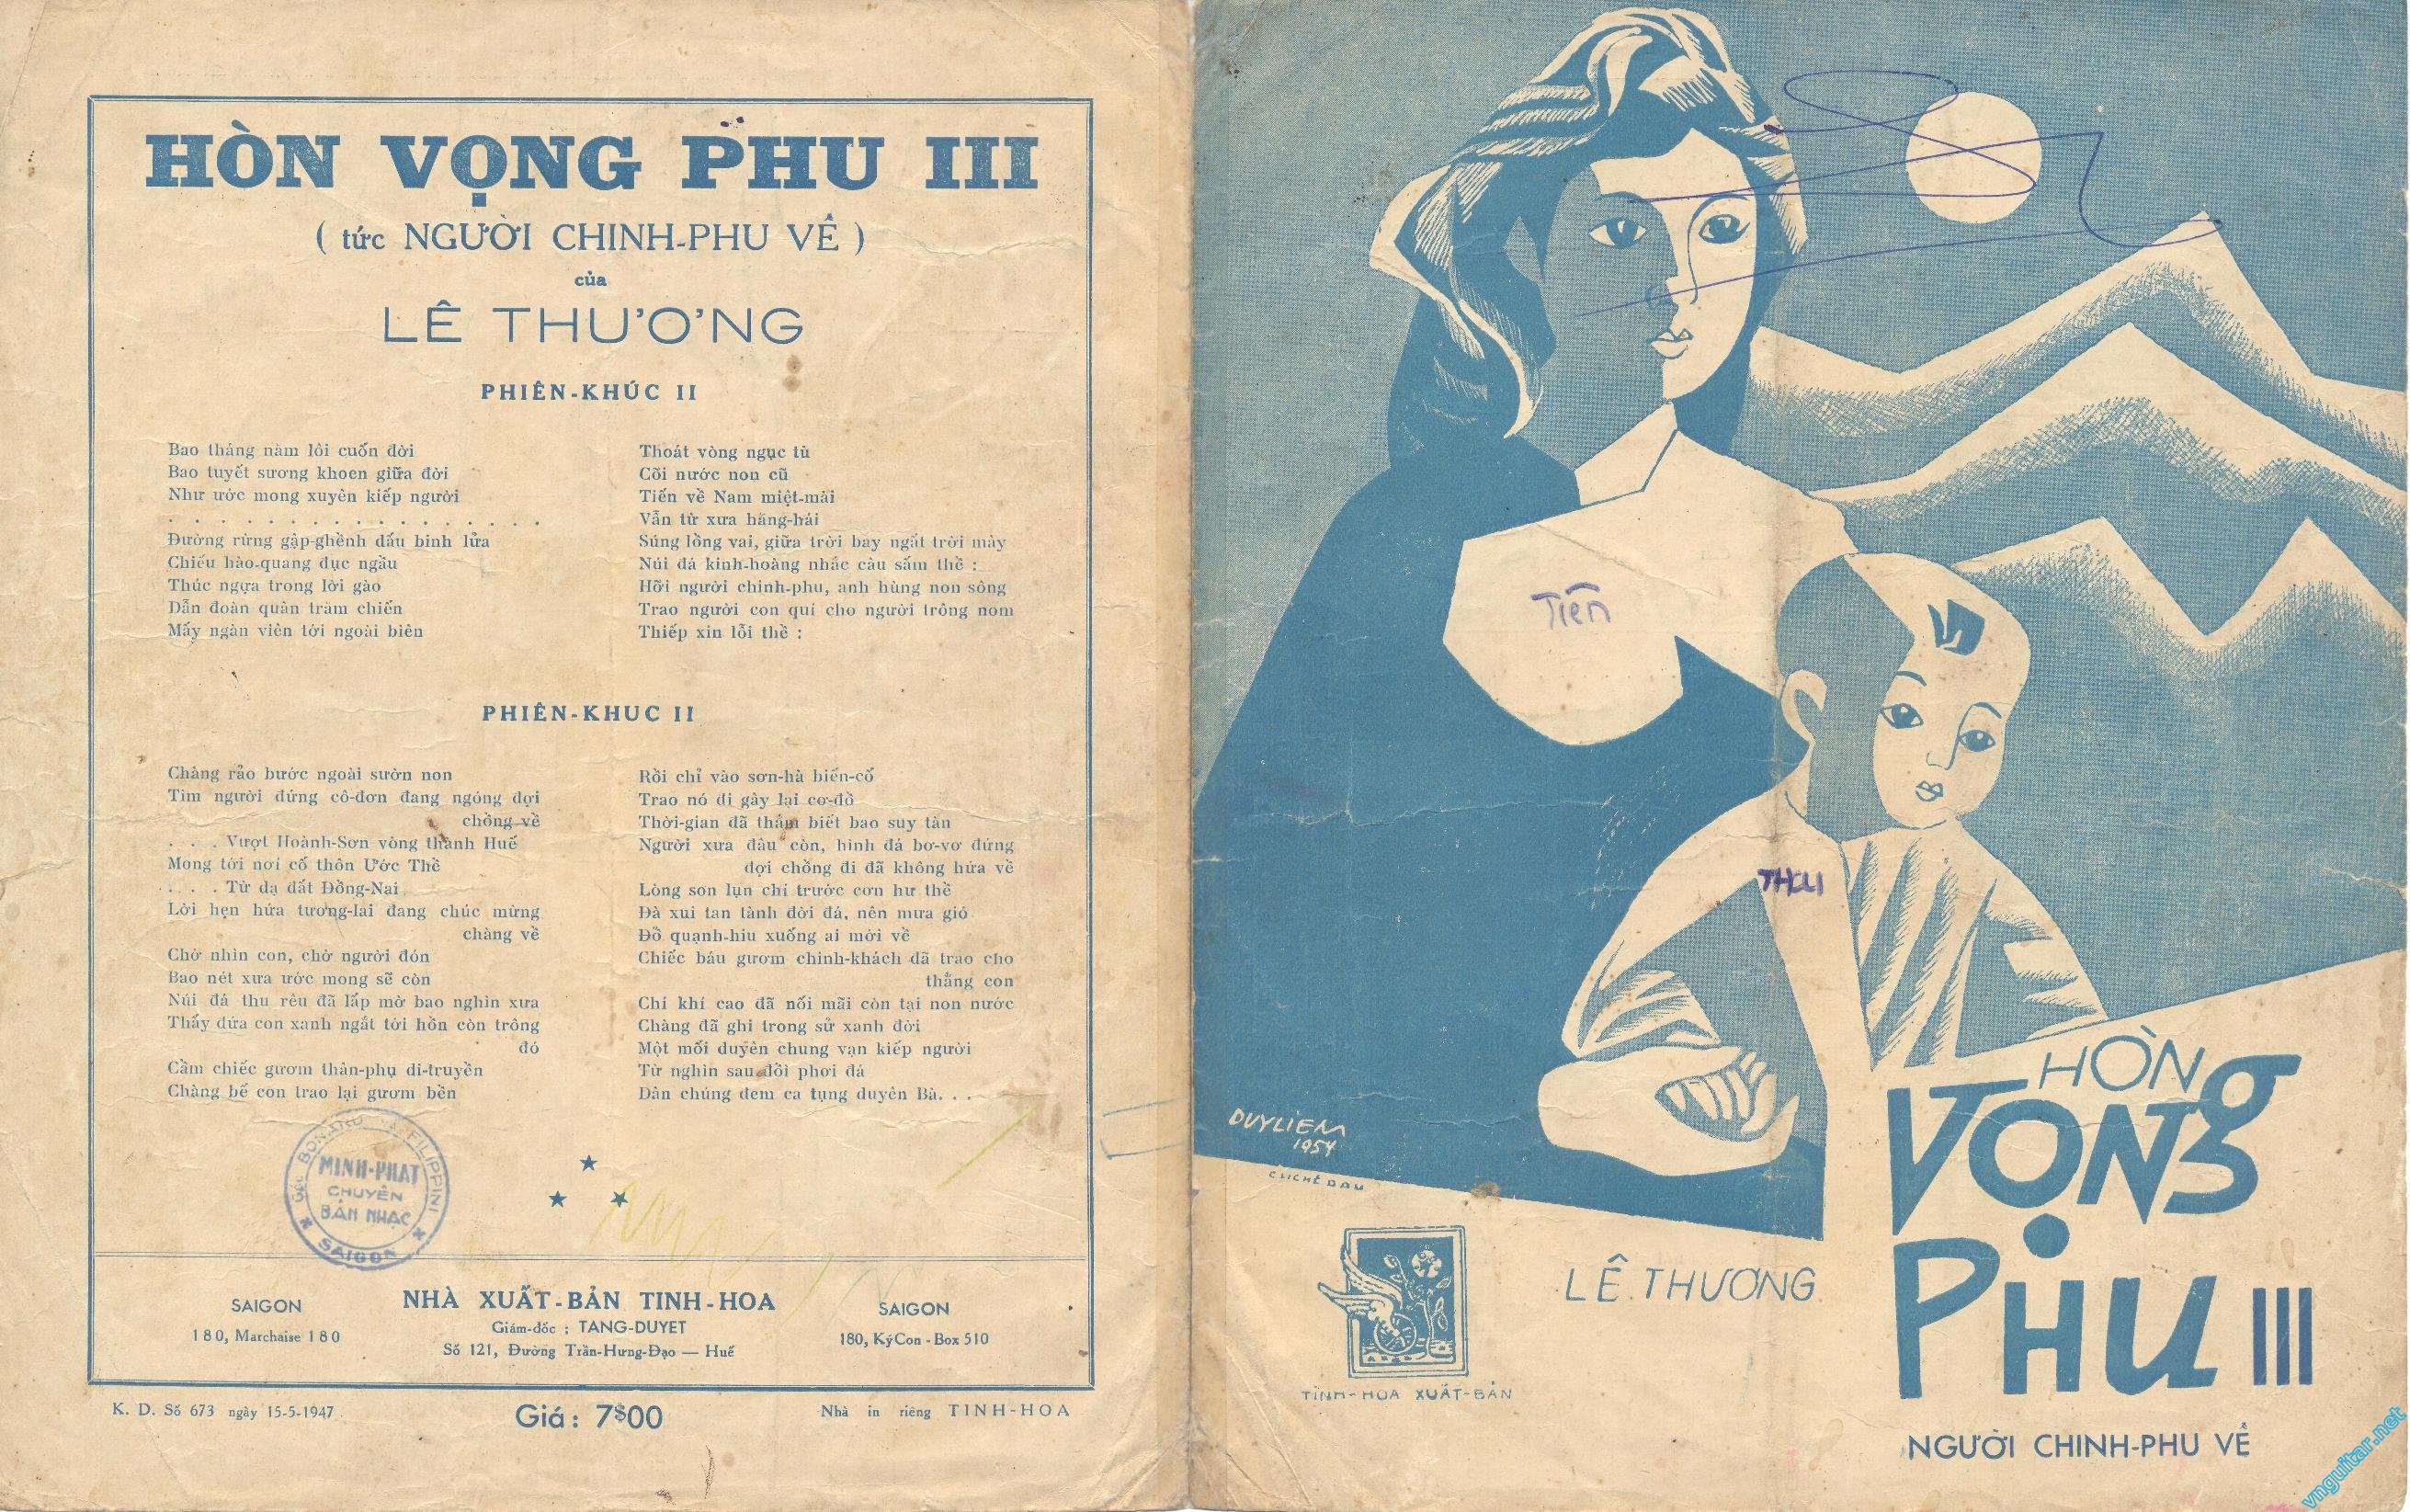 HÒN VỌNG PHU III
( tức NGƯỜI CHINH-PHU VỀ )
của
LÊ THƯƠNG
PHIÊN-KHÚC II
Bao tháng năm lôi cuốn đời
Bao tuyết sương khoen giữa đời
Như ước mong xuyên kiếp người
. . . . . . . . . . . . . . . .
Đường rừng gập-ghềnh dấu binh lửa
Chiếu hào-quang đục ngầu
Thúc ngựa trong lời gào
Dẫn đoàn quân trăm chiến
Mấy ngàn viên tới ngoài biên
Thoát vòng ngục tù
Cõi nước non cũ
Tiến về Nam miệt-mài
Vẫn từ xưa hăng-hái
Súng lồng vai, giữa trời bay ngất trời mây
Núi đá kinh-hoàng nhắc câu sấm thề :
Hỡi người chinh-phu, anh hùng non sông
Trao người con quí cho người trông nom
Thiếp xin lỗi thề :
PHIÊN-KHUC II
Chàng rảo bước ngoài sườn non
Tìm người đứng cô-đơn đang ngóng đợi
chồng về
. . . Vượt Hoành-Sơn vòng thành Huế
Mong tới nơi cố thôn Ước Thề
. . . . Từ dạ đất Đồng-Nai
Lời hẹn hứa tương-lai đang chúc mừng
chàng về
Chờ nhìn con, chờ người đón
Bao nét xưa ước mong sẽ còn
Núi đá thu rêu đã lấp mờ bao nghìn xưa
Thấy đứa con xanh ngắt tới hồn còn trông
đó
Cầm chiếc gươm thân-phụ di-truyền
Chàng bế con trao lại gươm bền
Rồi chỉ vào sơn-hà biến-cố
Trao nó đi gây lại cơ-đồ
Thời-gian đã thấm biết bao suy tàn
Người xưa đâu còn, hình đá bơ-vơ đứng
đợi chồng đi đã không hứa về
Lòng son lụn chí trước cơn hư thề
Đà xui tan tành đời đá, nên mưa gió
Đổ quạnh-hiu xuống ai mới về
Chiếc báu gươm chinh-khách đã trao cho
thằng con
Chí khí cao đã nối mãi còn tại non nước
Chàng đã ghi trong sử xanh đời
Một mối duyên chung vạn kiếp người
Từ nghìn sau đồi phơi đá
Dân chúng đem ca tụng duyên Bà. . .
Góc BONARD FILIPPINI
MINH-PHAT
CHUYÊN
BÁN NHẠC
SAIGON
SAIGON
180, Marchaise 180
NHÀ XUẤT-BẢN TINH-HOA
Giám-đốc : TANG-DUYET
Số 121, Đường Trần-Hưng-Đạo — Huế
SAIGON
180, KýCon - Box 510
K. D. Số 673 ngày 15-5-1947
Giá : 7$00
Nhà in riêng TINH-HOA
Tiên
THƠI
DUYLIÊM
1954
CLICHÉ DAU
HÒN
VỌNG
PHU III
LÊ THƯƠNG
TINH-HOA XUẤT-BẢN
NGƯỜI CHINH-PHU VỀ
vnguitar.net